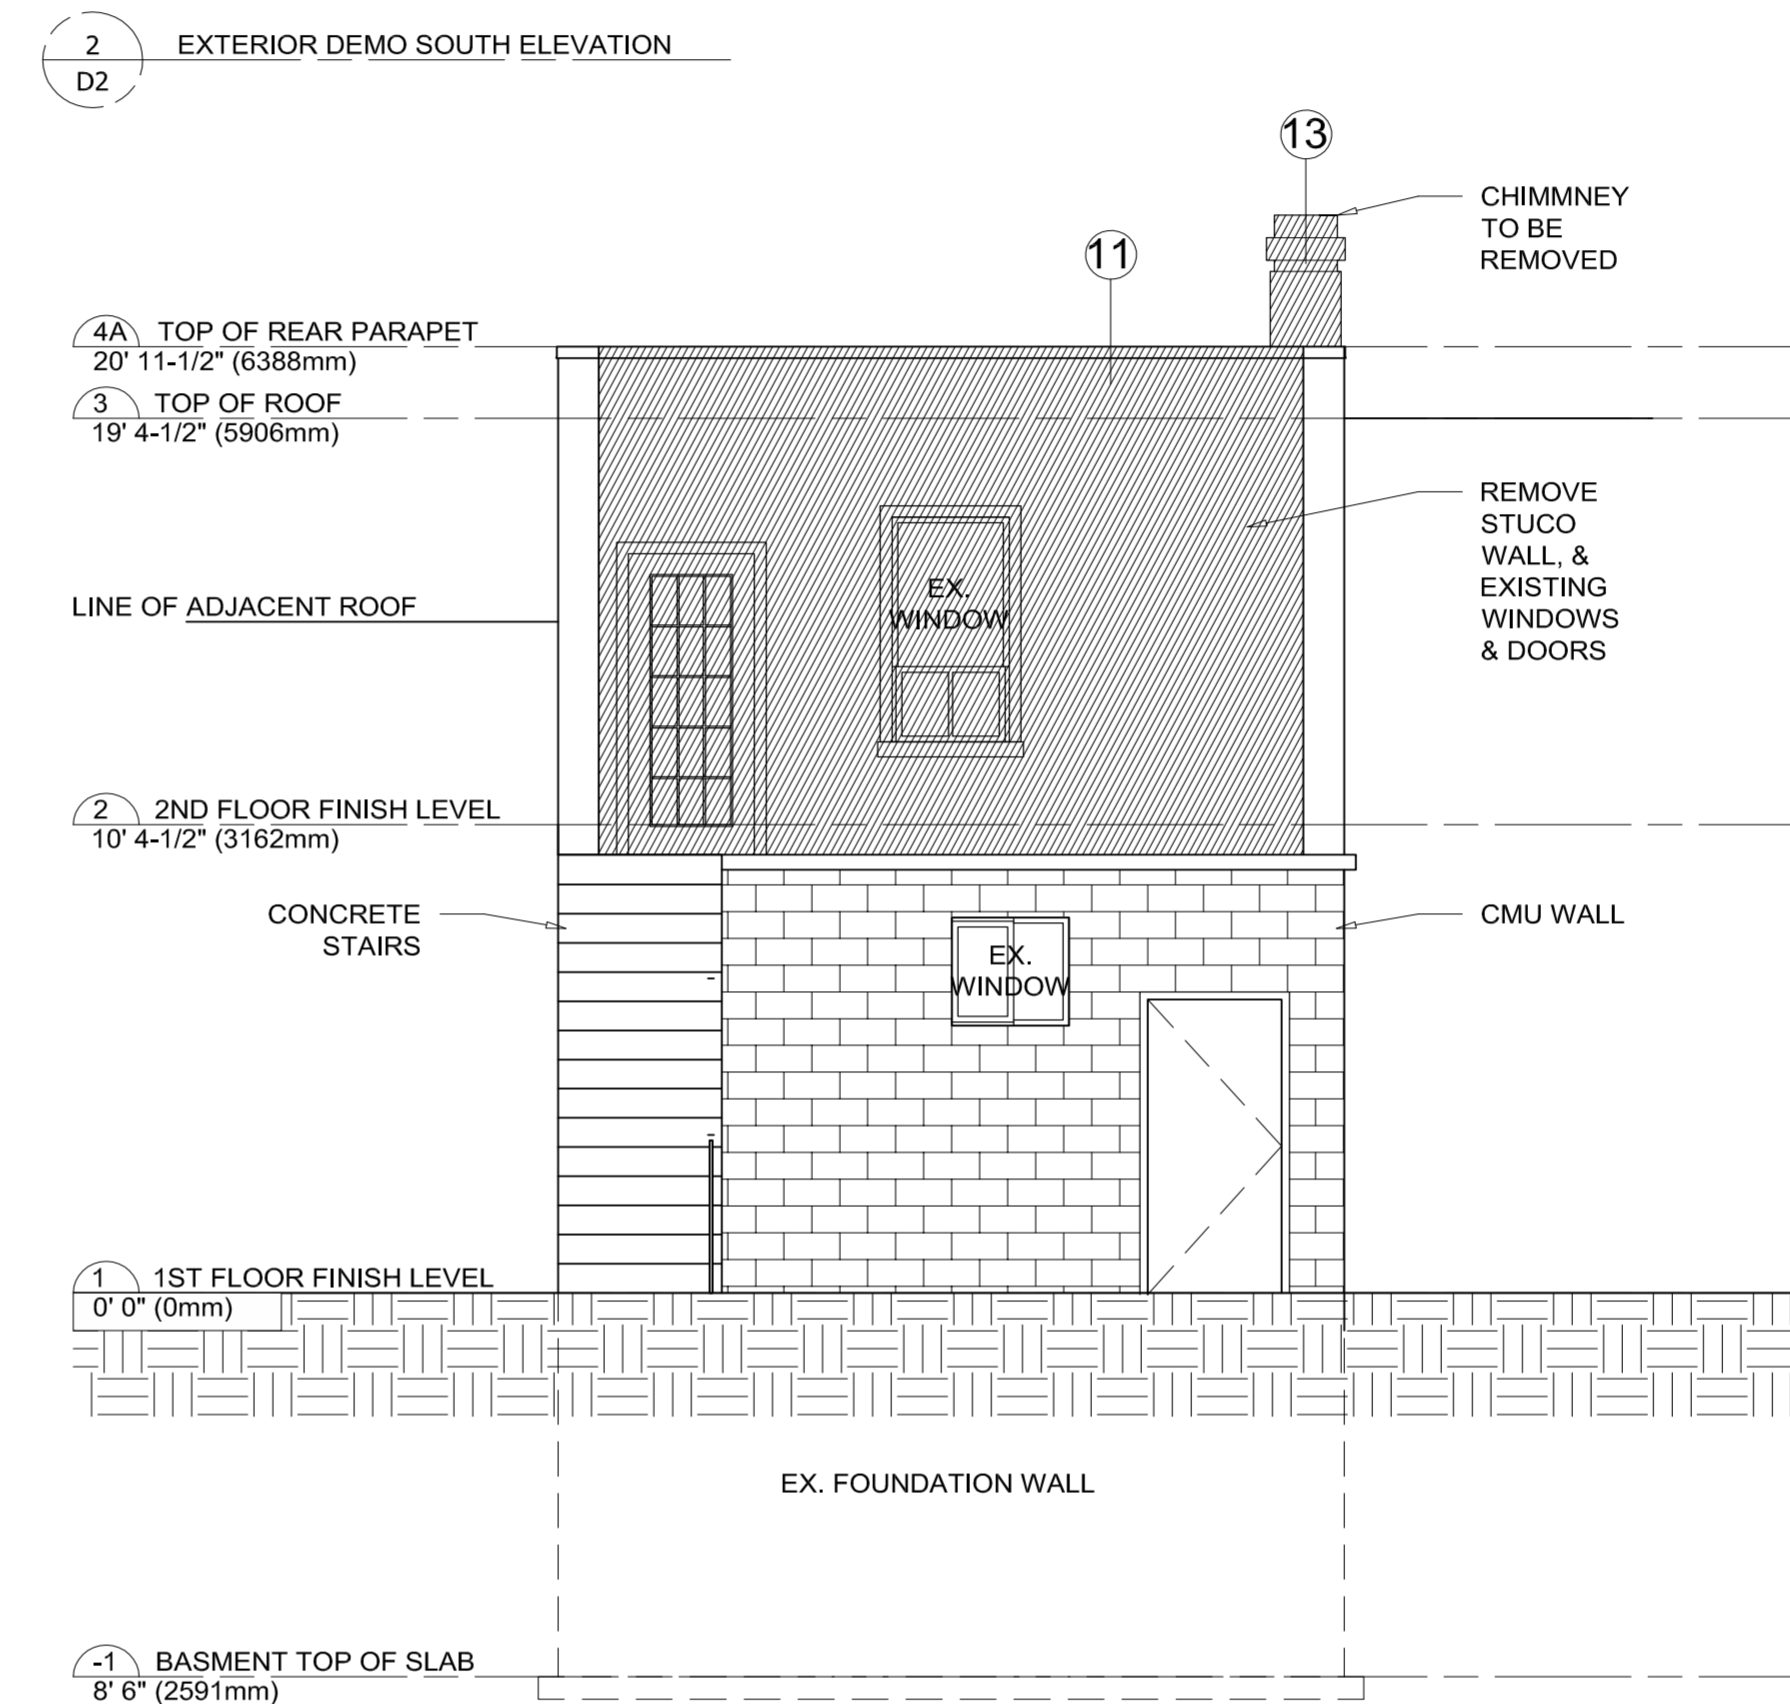 2
EXTERIOR DEMO SOUTH ELEVATION
D2
13
CHIMMNEY
TO BE
REMOVED
11
4A TOP OF REAR PARAPET
20' 11-1/2" (6388mm)
3 TOP OF ROOF
19' 4-1/2" (5906mm)
REMOVE
STUCO
WALL, &
EXISTING
WINDOWS
& DOORS
EX.
WINDOW
LINE OF ADJACENT ROOF
2 2ND FLOOR FINISH LEVEL
10' 4-1/2" (3162mm)
CONCRETE
STAIRS
CMU WALL
EX.
WINDOW
1 1ST FLOOR FINISH LEVEL
0' 0" (0mm)
EX. FOUNDATION WALL
-1 BASMENT TOP OF SLAB
8' 6" (2591mm)